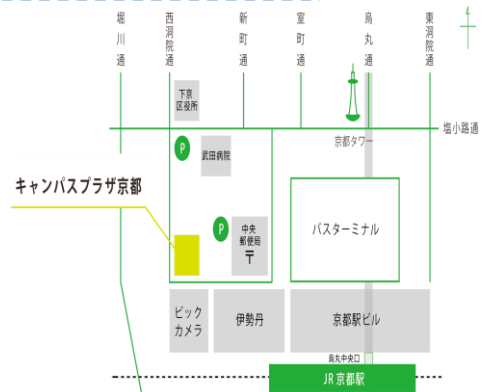 堀川通
西洞院通
新町通
室町通
烏丸通
東洞院通
下京
区役所
塩小路通
京都タワー
P
武田病院
キャンパスプラザ京都
P
中央
郵便局
〒
バスターミナル
ビック
カメラ
伊勢丹
京都駅ビル
烏丸中央口
JR 京都駅